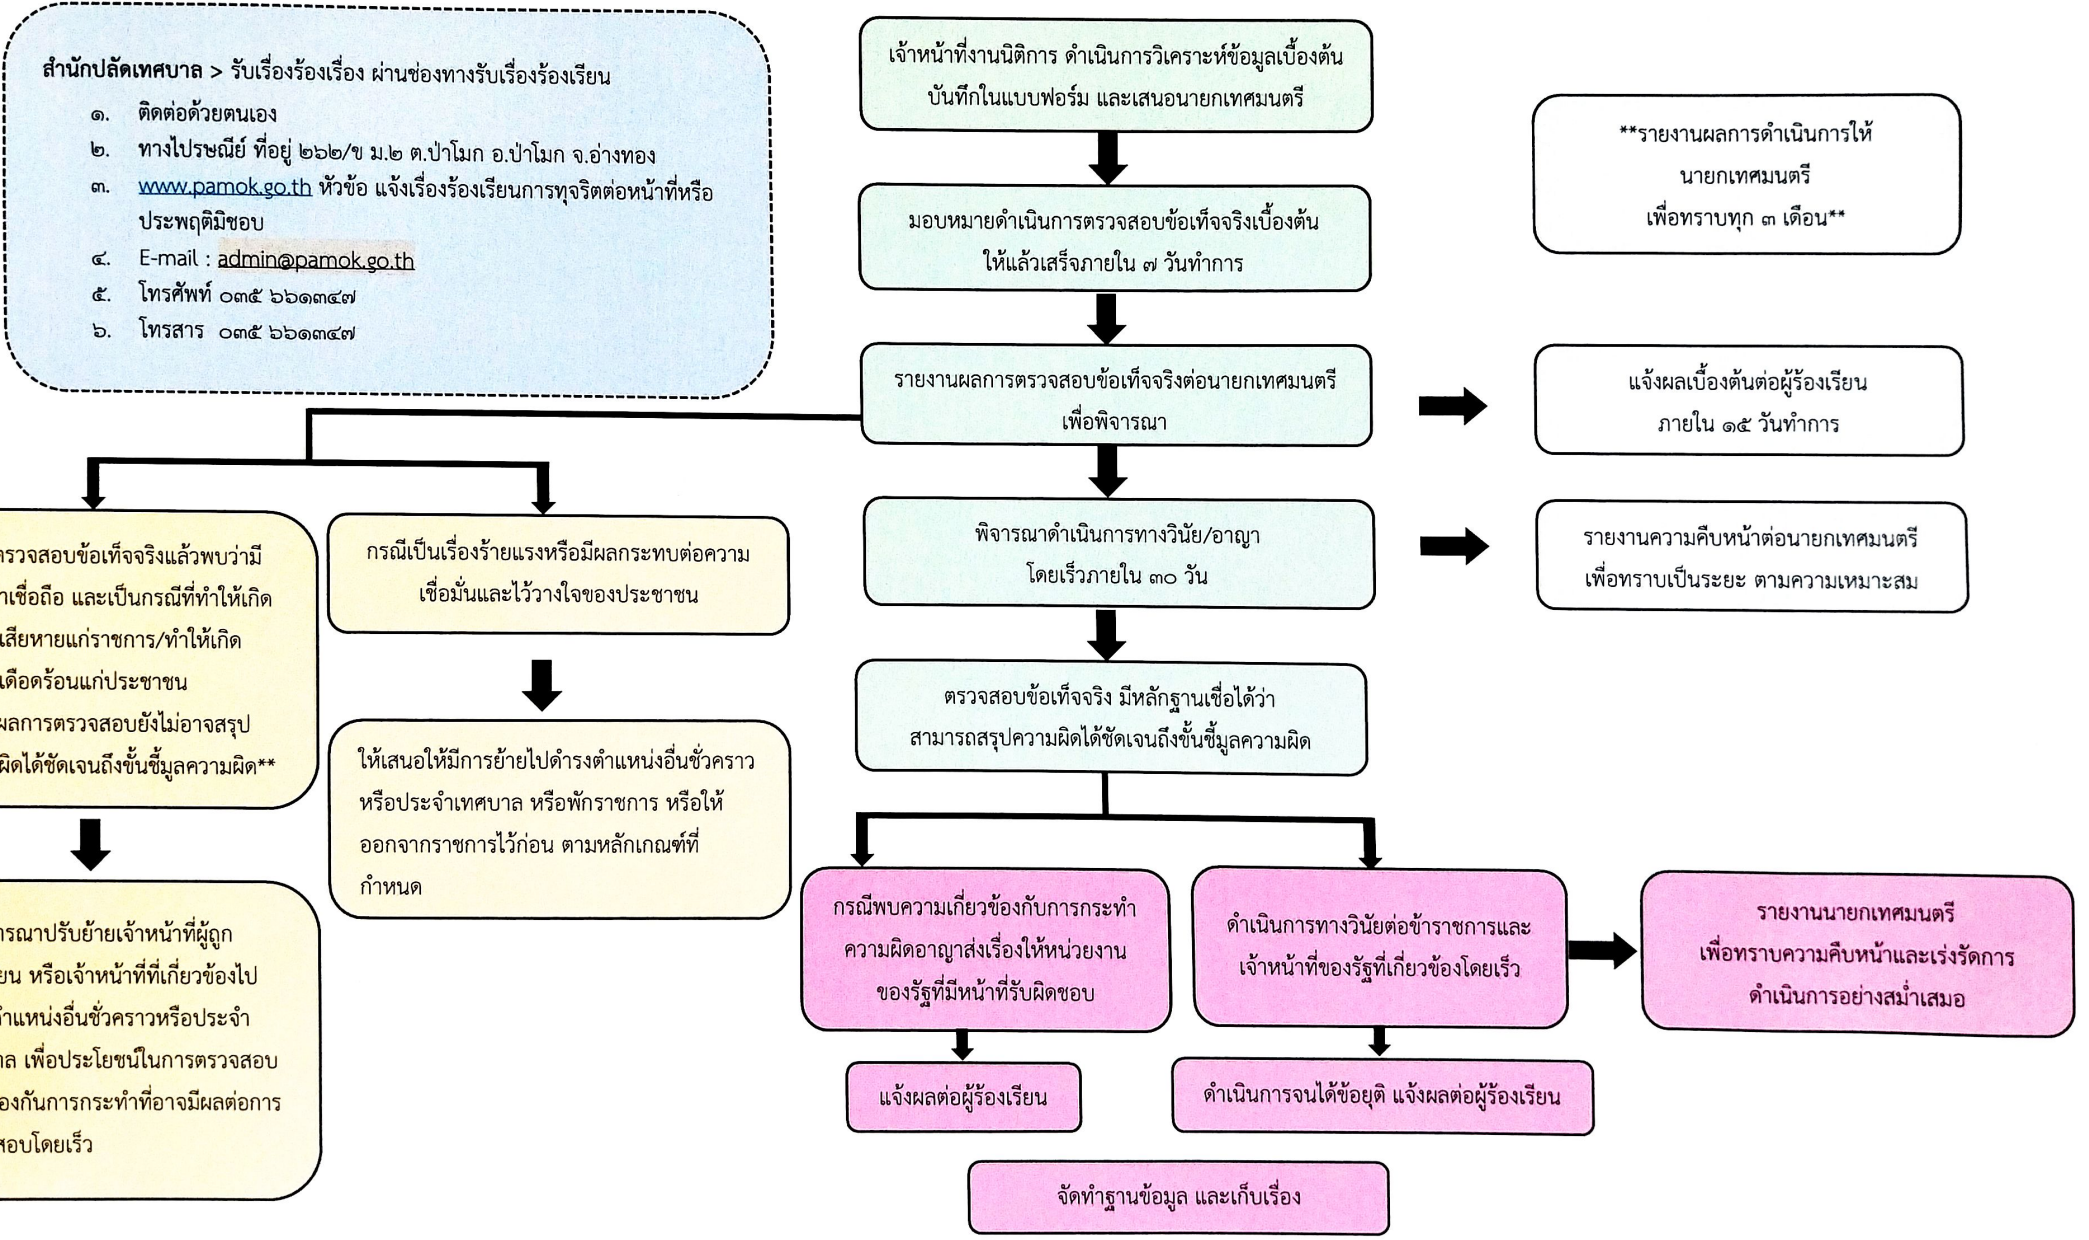 สำนักปลัดเทศบาล > รับเรื่องร้องเรื่อง ผ่านช่องทางรับเรื่องร้องเรียน
๑. ติดต่อด้วยตนเอง
๒. ทางไปรษณีย์ ที่อยู่ ๒๖๒/ข ม.๒ ต.ป่าโมก อ.ป่าโมก จ.อ่างทอง
๓. www.pamok.go.th หัวข้อ แจ้งเรื่องร้องเรียนการทุจริตต่อหน้าที่หรือ
ประพฤติมิชอบ
๔. E-mail : admin@pamok.go.th
๕. โทรศัพท์ ๐๓๕ ๖๖๑๓๔๗
๖. โทรสาร ๐๓๕ ๖๖๑๓๔๗
เจ้าหน้าที่งานนิติการ ดำเนินการวิเคราะห์ข้อมูลเบื้องต้น
บันทึกในแบบฟอร์ม และเสนอนายกเทศมนตรี
**รายงานผลการดำเนินการให้
นายกเทศมนตรี
เพื่อทราบทุก ๓ เดือน**
มอบหมายดำเนินการตรวจสอบข้อเท็จจริงเบื้องต้น
ให้แล้วเสร็จภายใน ๗ วันทำการ
รายงานผลการตรวจสอบข้อเท็จจริงต่อนายกเทศมนตรี
เพื่อพิจารณา
แจ้งผลเบื้องต้นต่อผู้ร้องเรียน
ภายใน ๑๕ วันทำการ
พิจารณาดำเนินการทางวินัย/อาญา
โดยเร็วภายใน ๓๐ วัน
รายงานความคืบหน้าต่อนายกเทศมนตรี
เพื่อทราบเป็นระยะ ตามความเหมาะสม
ตรวจสอบข้อเท็จจริงแล้วพบว่ามี
าเชื่อถือ และเป็นกรณีที่ทำให้เกิด
เสียหายแก่ราชการ/ทำให้เกิด
เดือดร้อนแก่ประชาชน
ผลการตรวจสอบยังไม่อาจสรุป
ผิดได้ชัดเจนถึงขั้นชี้มูลความผิด**
กรณีเป็นเรื่องร้ายแรงหรือมีผลกระทบต่อความ
เชื่อมั่นและไว้วางใจของประชาชน
ให้เสนอให้มีการย้ายไปดำรงตำแหน่งอื่นชั่วคราว
หรือประจำเทศบาล หรือพักราชการ หรือให้
ออกจากราชการไว้ก่อน ตามหลักเกณฑ์ที่
กำหนด
ตรวจสอบข้อเท็จจริง มีหลักฐานเชื่อได้ว่า
สามารถสรุปความผิดได้ชัดเจนถึงขั้นชี้มูลความผิด
ารณาปรับย้ายเจ้าหน้าที่ผู้ถูก
ยน หรือเจ้าหน้าที่ที่เกี่ยวข้องไป
ตำแหน่งอื่นชั่วคราวหรือประจำ
าล เพื่อประโยชน์ในการตรวจสอบ
องกันการกระทำที่อาจมีผลต่อการ
สอบโดยเร็ว
กรณีพบความเกี่ยวข้องกับการกระทำ
ความผิดอาญาส่งเรื่องให้หน่วยงาน
ของรัฐที่มีหน้าที่รับผิดชอบ
ดำเนินการทางวินัยต่อข้าราชการและ
เจ้าหน้าที่ของรัฐที่เกี่ยวข้องโดยเร็ว
รายงานนายกเทศมนตรี
เพื่อทราบความคืบหน้าและเร่งรัดการ
ดำเนินการอย่างสม่ำเสมอ
แจ้งผลต่อผู้ร้องเรียน
ดำเนินการจนได้ข้อยุติ แจ้งผลต่อผู้ร้องเรียน
จัดทำฐานข้อมูล และเก็บเรื่อง